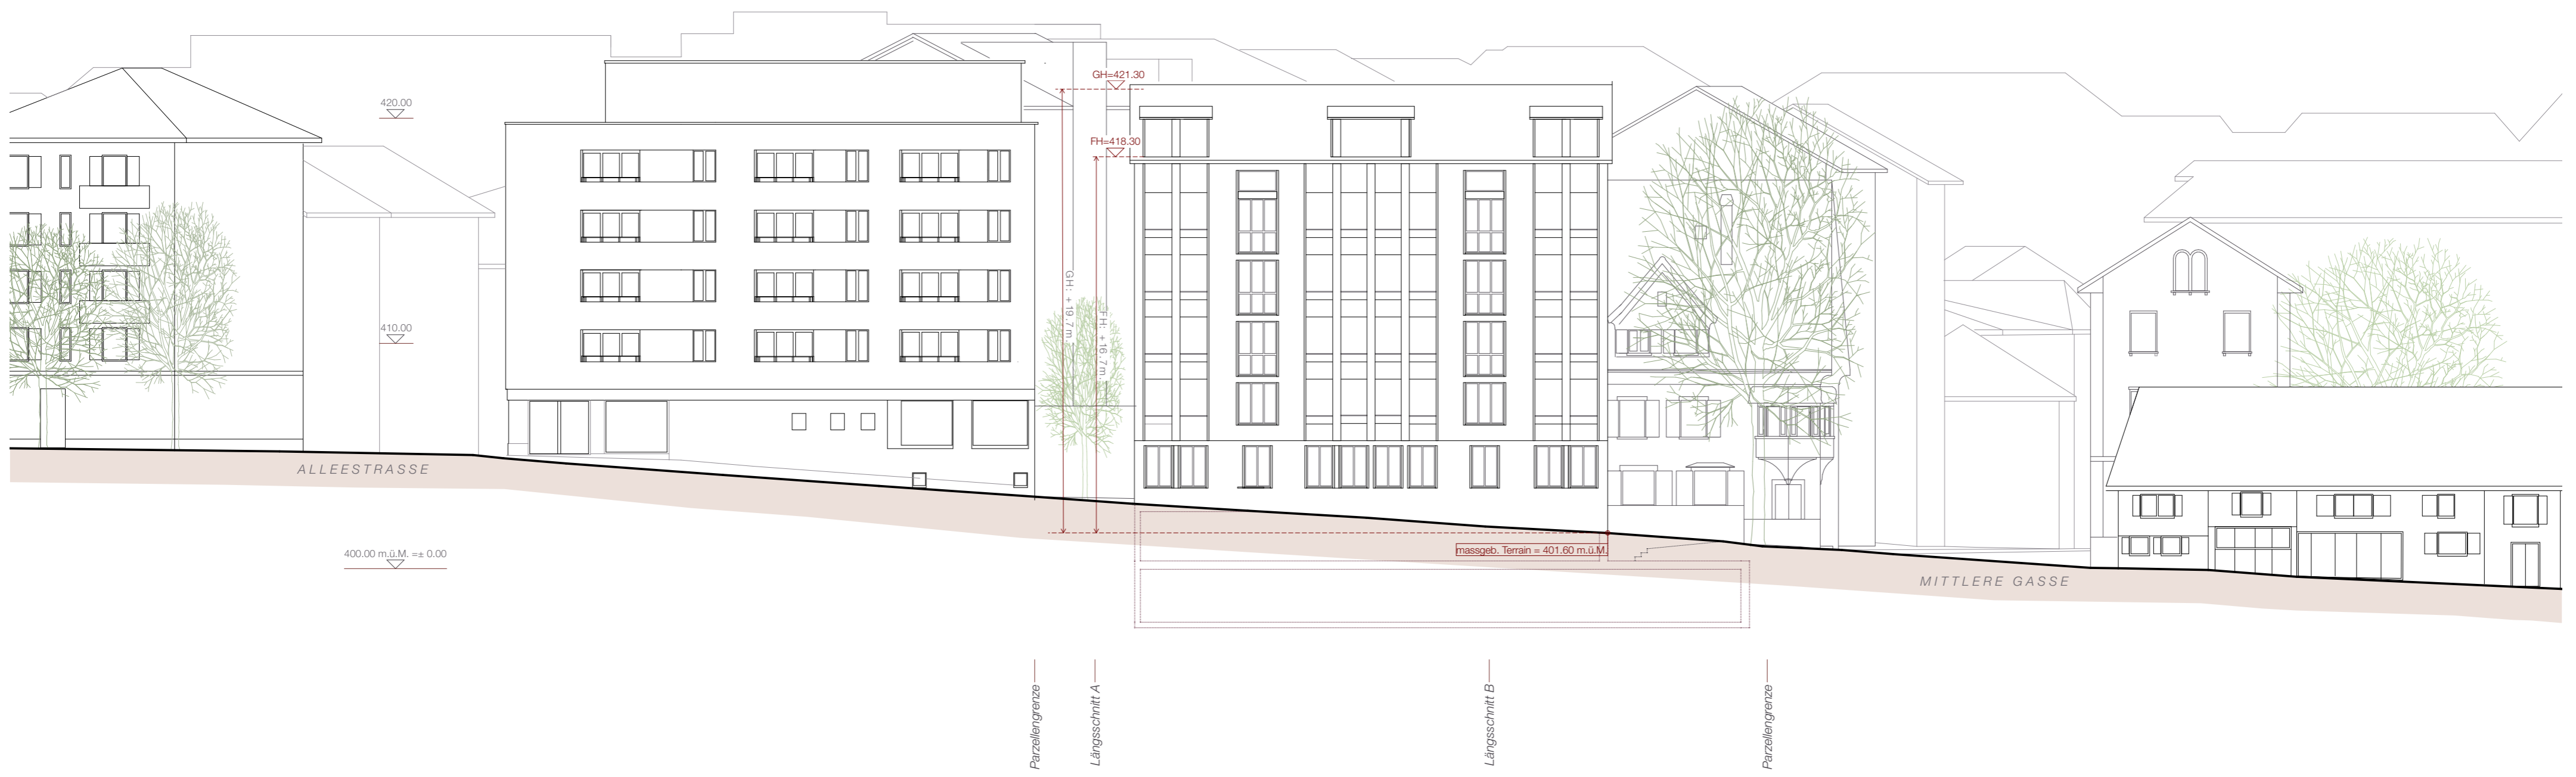 GH=421.30
420.00
FH=418.30
GH: + 19.7 m
FH: + 16.7 m
410.00
ALLEESTRASSE
400.00 m.ü.M. =± 0.00
massgeb. Terrain = 401.60 m.ü.M.
MITTLERE GASSE
Parzellengrenze
Längsschnitt A
Längsschnitt B
Parzellengrenze